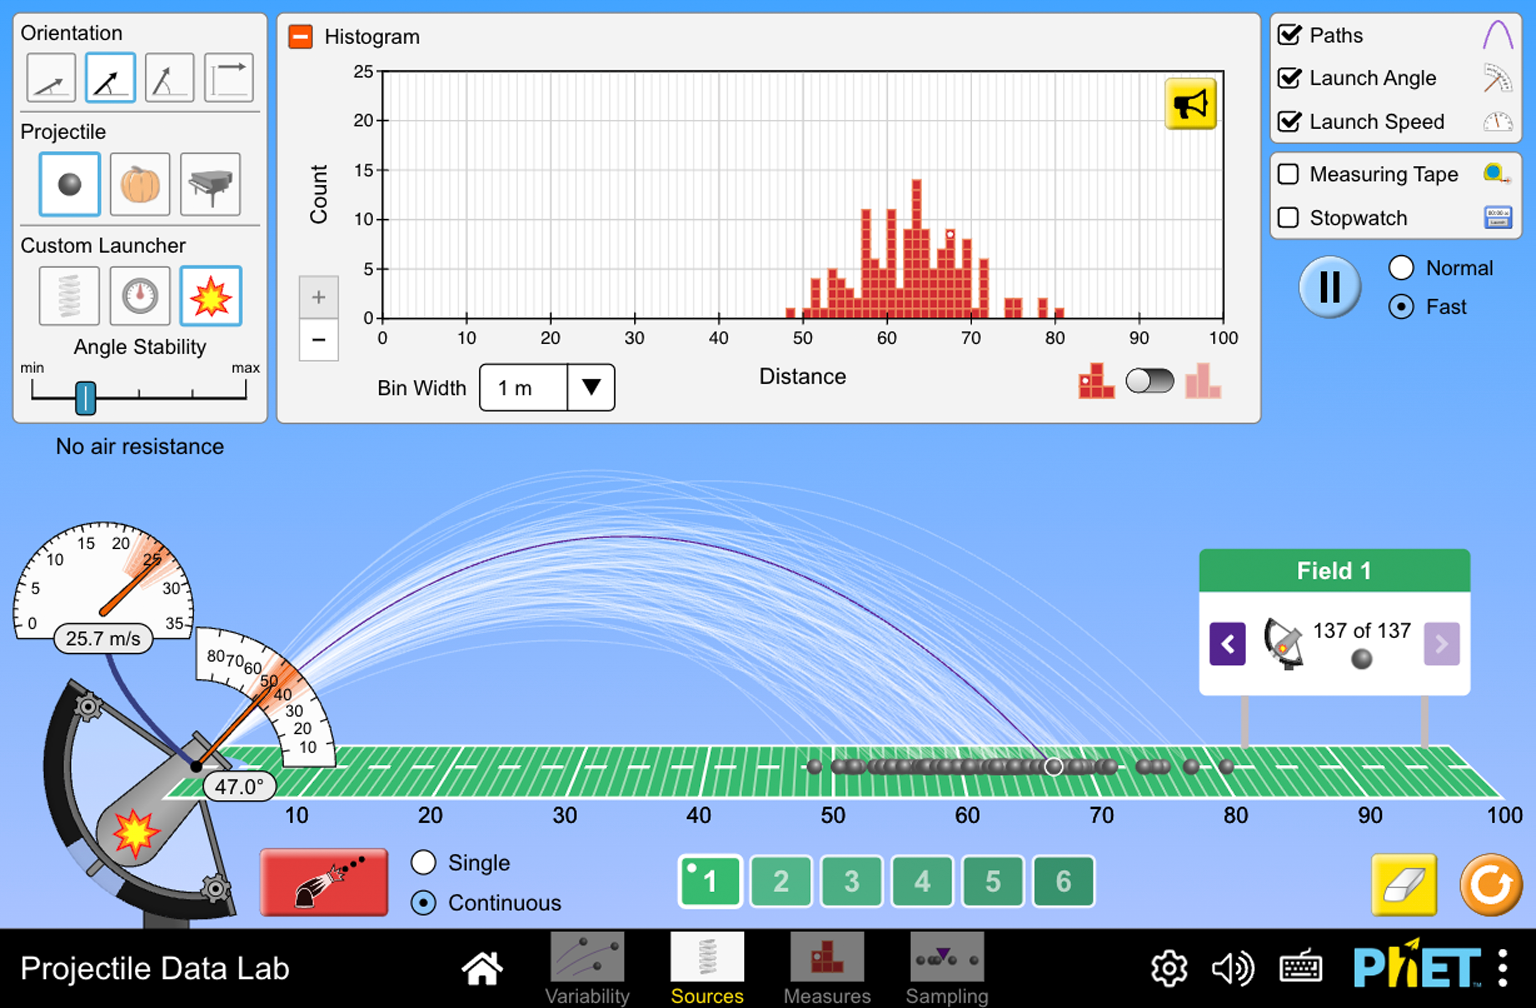 Orientation
Projectile
Custom Launcher
Angle Stability
min
max
No air resistance
Histogram
25
20
15
10
5
0
Count
0 10 20 30 40 50 60 70 80 90 100
Distance
+
−
Bin Width 1 m
Paths
Launch Angle
Launch Speed
Measuring Tape
Stopwatch
Normal
Fast
0 5 10 15 20 25 30 35
25.7 m/s
80 70 60 50 40 30 20 10
47.0°
Field 1
137 of 137
10 20 30 40 50 60 70 80 90 100
Single
Continuous
1 2 3 4 5 6
Projectile Data Lab
Variability
Sources
Measures
Sampling
PhET